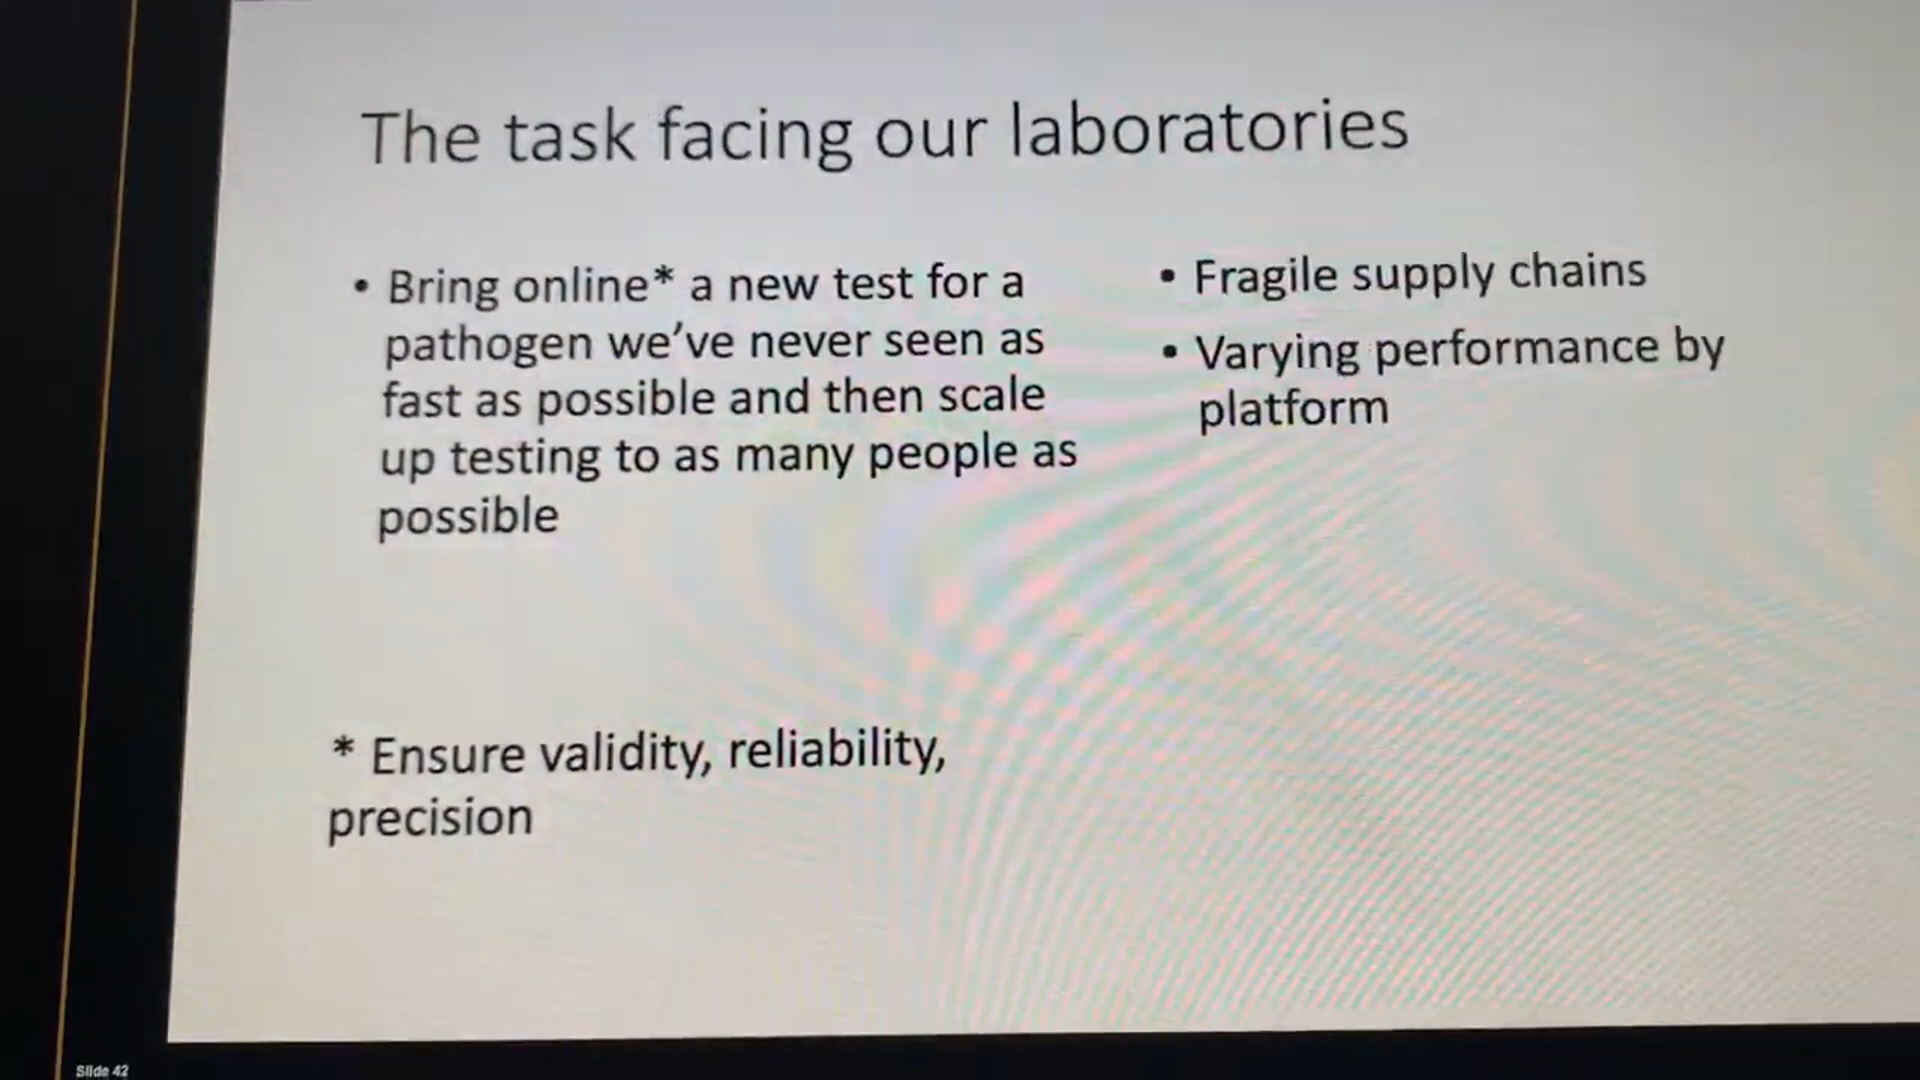 The task facing our laboratories
• Bring online* a new test for a
pathogen we've never seen as
fast as possible and then scale
up testing to as many people as
possible
* Ensure validity, reliability,
precision
• Fragile supply chains
• Varying performance by
platform
Slide 42